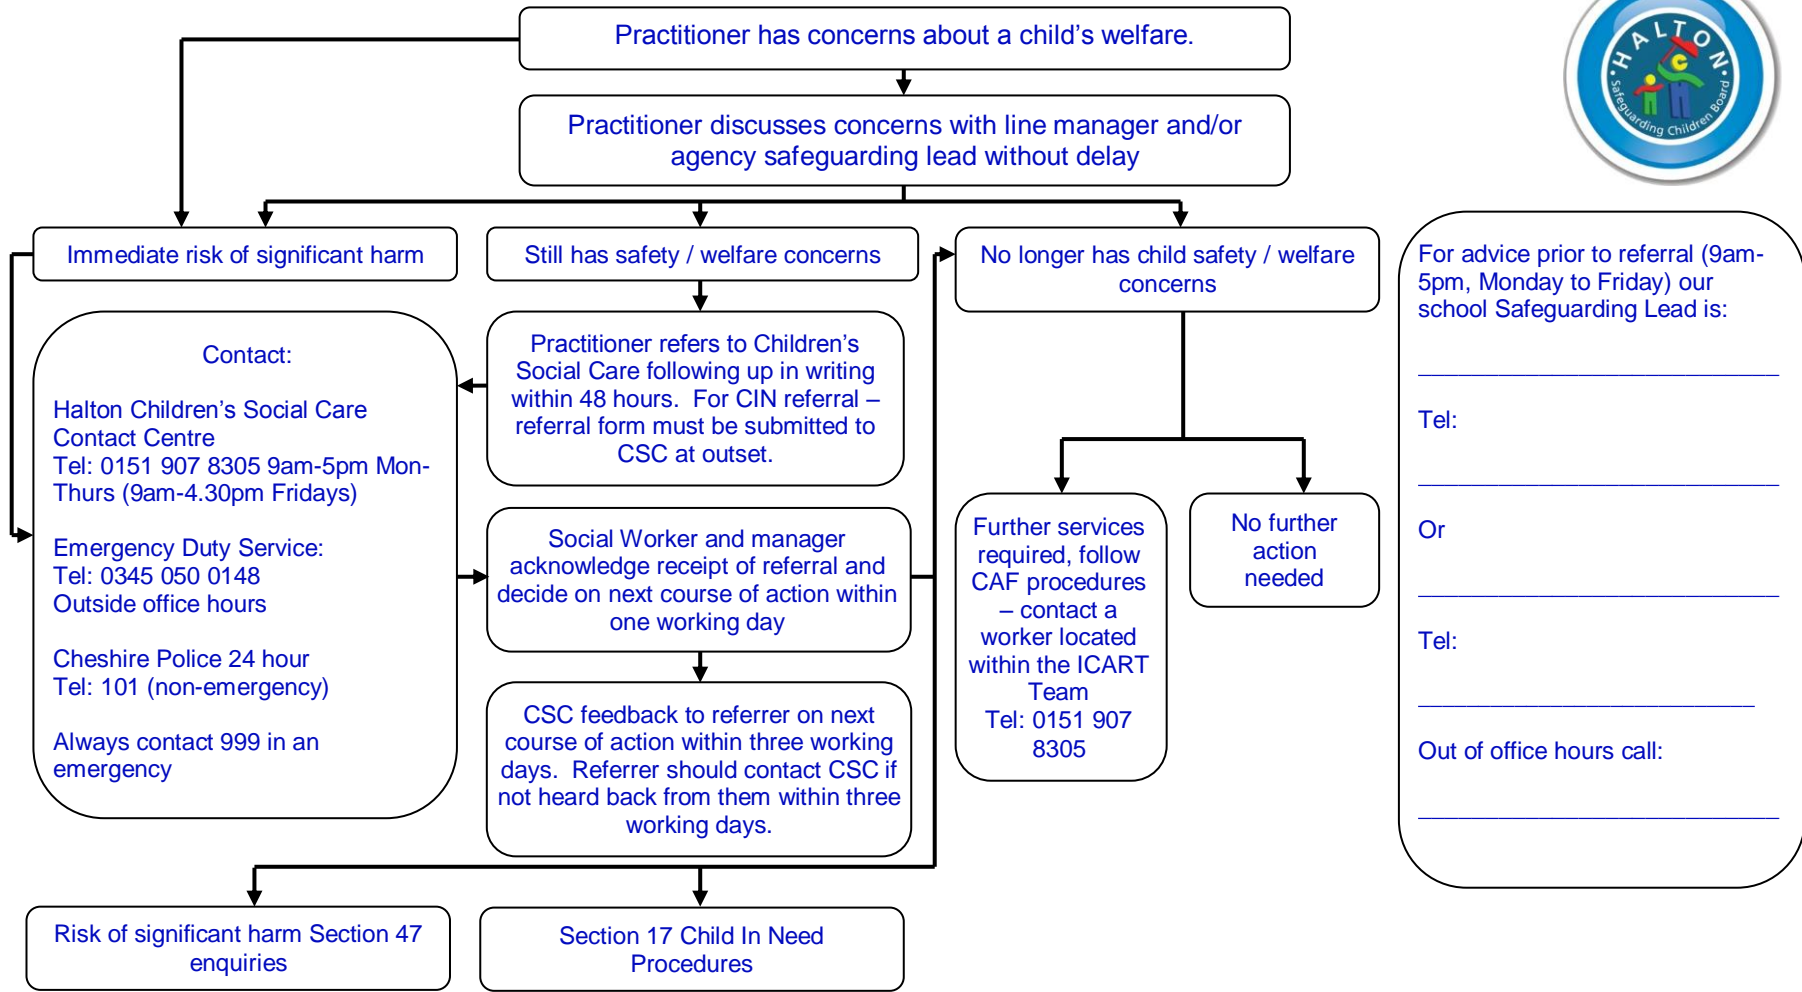 Practitioner has concerns about a child’s welfare.
Practitioner discusses concerns with line manager and/or
agency safeguarding lead without delay
HALTON
Safeguarding Children Board
Immediate risk of significant harm
Still has safety / welfare concerns
No longer has child safety / welfare
concerns
Contact:
Halton Children’s Social Care
Contact Centre
Tel: 0151 907 8305 9am-5pm Mon-
Thurs (9am-4.30pm Fridays)
Emergency Duty Service:
Tel: 0345 050 0148
Outside office hours
Cheshire Police 24 hour
Tel: 101 (non-emergency)
Always contact 999 in an
emergency
Practitioner refers to Children’s
Social Care following up in writing
within 48 hours.  For CIN referral –
referral form must be submitted to
CSC at outset.
Social Worker and manager
acknowledge receipt of referral and
decide on next course of action within
one working day
CSC feedback to referrer on next
course of action within three working
days.  Referrer should contact CSC if
not heard back from them within three
working days.
Further services
required, follow
CAF procedures
– contact a
worker located
within the ICART
Team
Tel: 0151 907
8305
No further
action
needed
For advice prior to referral (9am-
5pm, Monday to Friday) our
school Safeguarding Lead is:
Tel:
Or
Tel:
Out of office hours call:
Risk of significant harm Section 47
enquiries
Section 17 Child In Need
Procedures